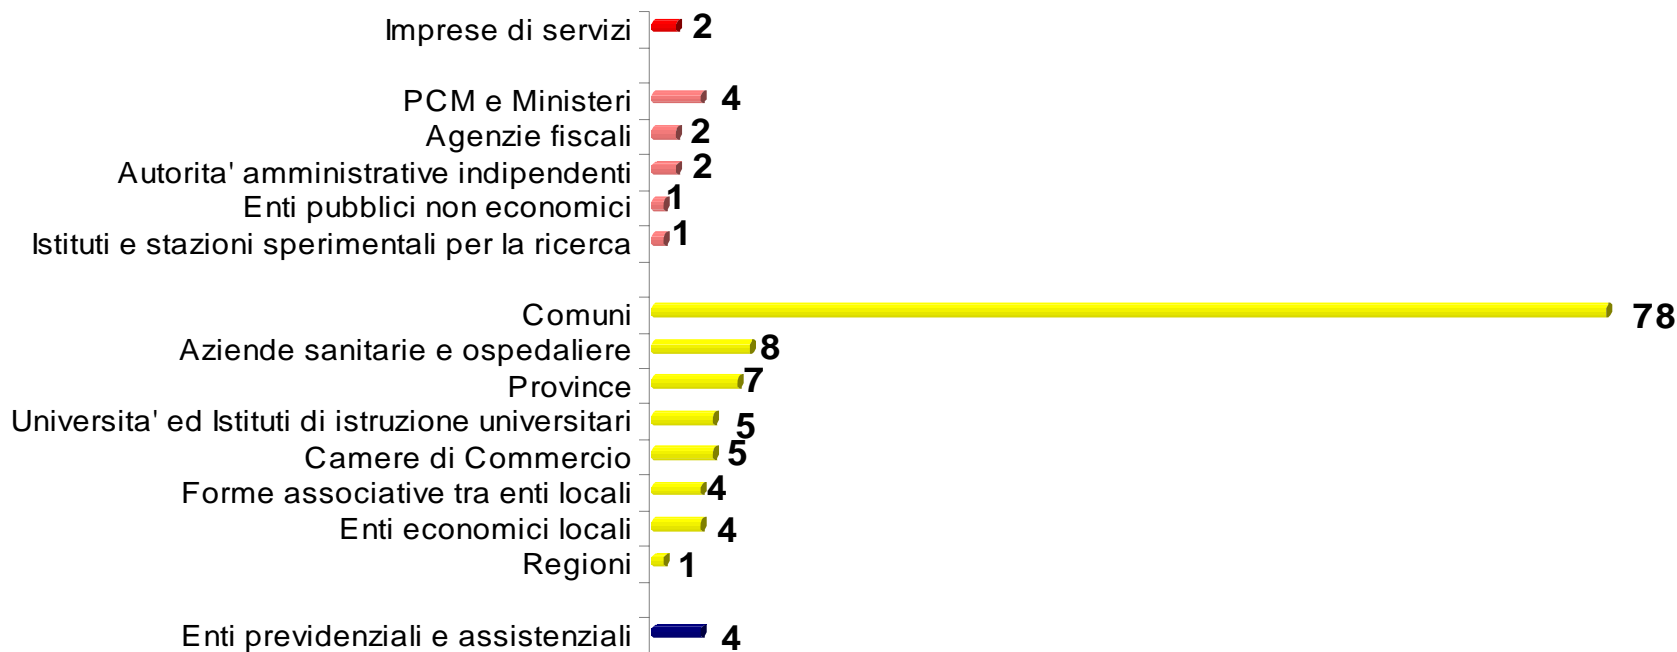 Imprese di servizi 2
PCM e Ministeri 4
Agenzie fiscali 2
Autorita' amministrative indipendenti 2
Enti pubblici non economici 1
Istituti e stazioni sperimentali per la ricerca 1
Comuni 78
Aziende sanitarie e ospedaliere 8
Province 7
Universita' ed Istituti di istruzione universitari 5
Camere di Commercio 5
Forme associative tra enti locali 4
Enti economici locali 4
Regioni 1
Enti previdenziali e assistenziali 4